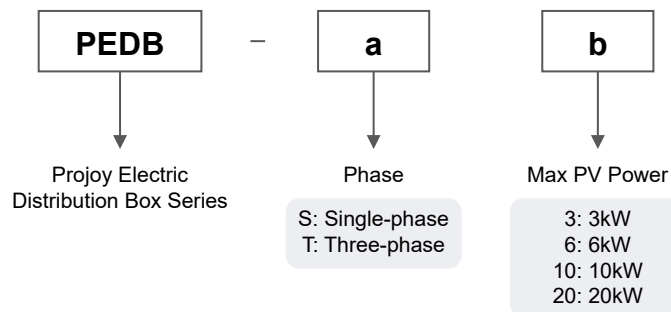 PEDB – a b
Projoy Electric
Distribution Box Series
Phase
S: Single-phase
T: Three-phase
Max PV Power
3: 3kW
6: 6kW
10: 10kW
20: 20kW